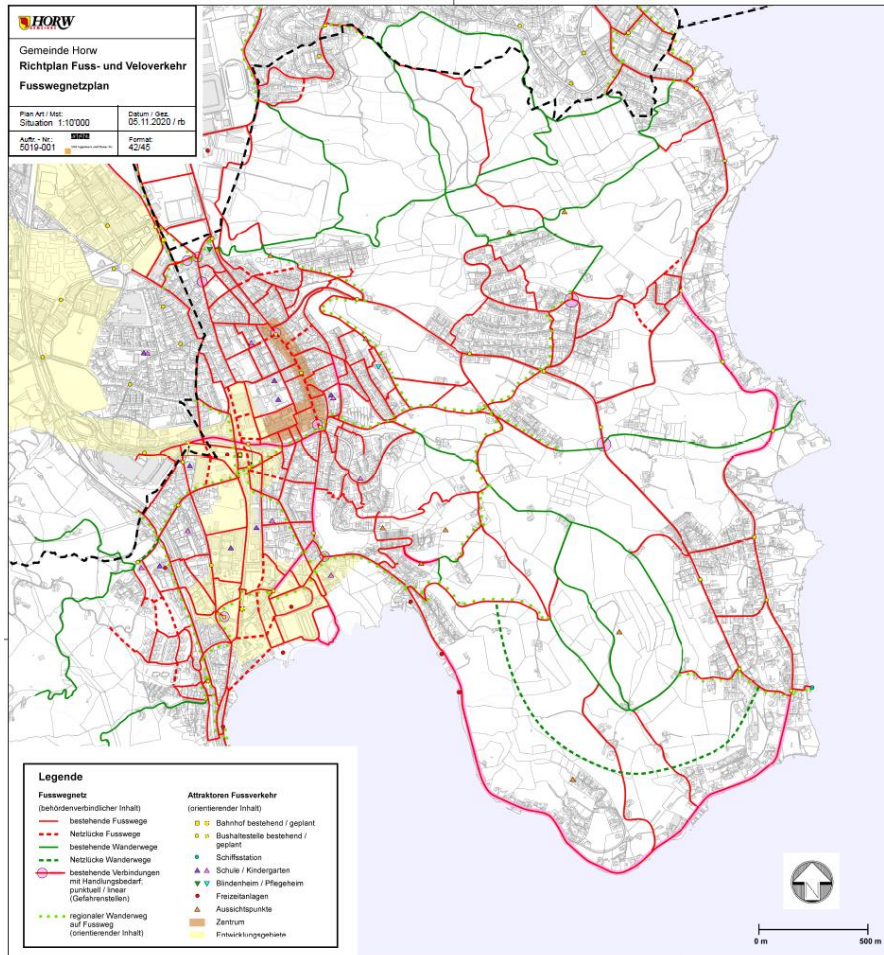 HORW
GEMEINDE
Gemeinde Horw
Richtplan Fuss- und Veloverkehr
Fusswegnetzplan
Plan Art / Mst:
Situation 1:10'000
Datum / Gez.
05.11.2020 / rb
Auftr. - Nr.:
5019-001
Format:
42/45
Legende
Fusswegnetz
(behördenverbindlicher Inhalt)
bestehende Fusswege
Netzlücke Fusswege
bestehende Wanderwege
Netzlücke Wanderwege
bestehende Verbindungen
mit Handlungsbedarf;
punktuell / linear
(Gefahrenstellen)
regionaler Wanderweg
auf Fussweg
(orientierender Inhalt)
Attraktoren Fussverkehr
(orientierender Inhalt)
Bahnhof bestehend / geplant
Bushaltestelle bestehend /
geplant
Schiffsstation
Schule / Kindergarten
Blindenheim / Pflegeheim
Freizeitanlagen
Aussichtspunkte
Zentrum
Entwicklungsgebiete
0 m
500 m